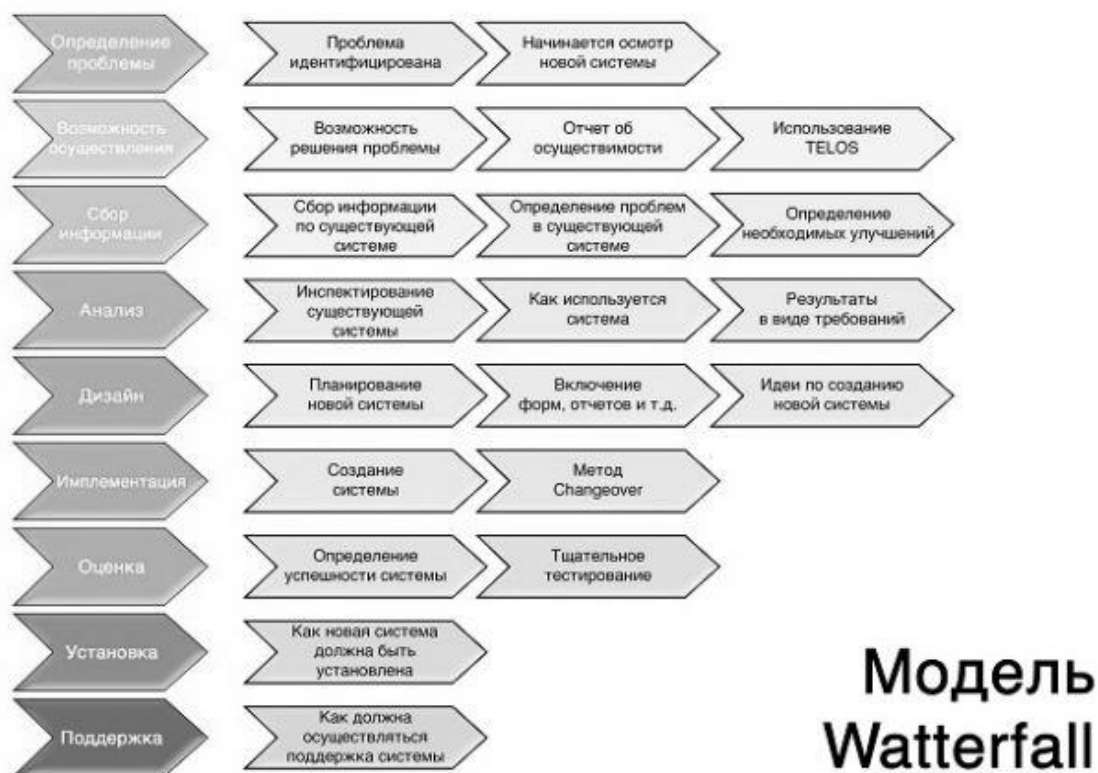 Определение
проблемы
Проблема
идентифицирована
Начинается осмотр
новой системы
Возможность
осуществления
Возможность
решения проблемы
Отчет об
осуществимости
Использование
TELOS
Сбор
информации
Сбор информации
по существующей
системе
Определение проблем
в существующей
системе
Определение
необходимых улучшений
Анализ
Инспектирование
существующей
системы
Как используется
система
Результаты
в виде требований
Дизайн
Планирование
новой системы
Включение
форм, отчетов и т.д.
Идеи по созданию
новой системы
Имплементация
Создание
системы
Метод
Changeover
Оценка
Определение
успешности системы
Тщательное
тестирование
Установка
Как новая система
должна быть
установлена
Поддержка
Как должна
осуществляться
поддержка системы
Модель
Watterfall